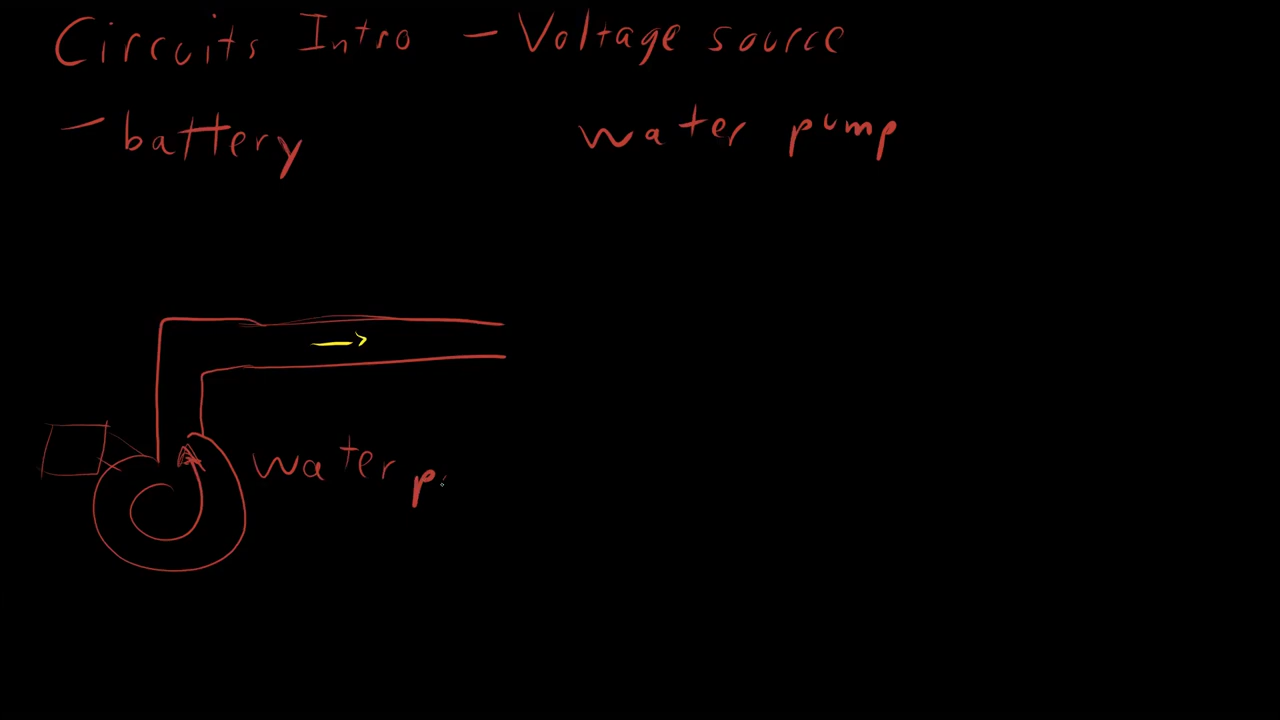 Circuits Intro - Voltage source
- battery water pump
water p